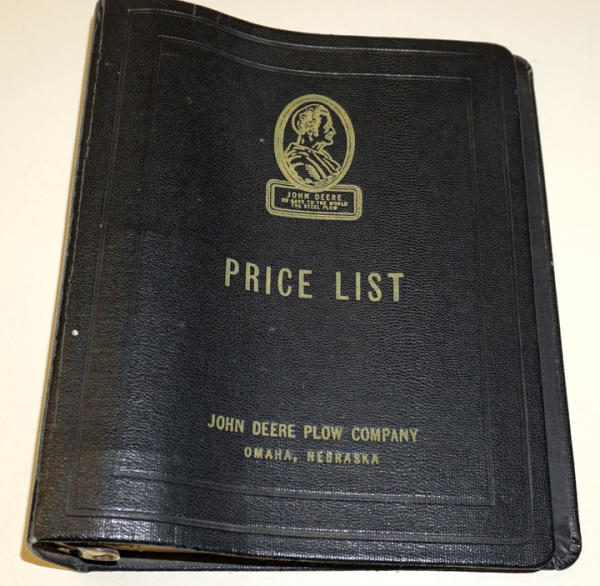 JOHN DEERE
HE GAVE TO THE WORLD
THE STEEL PLOW
PRICE LIST
JOHN DEERE PLOW COMPANY
OMAHA, NEBRASKA